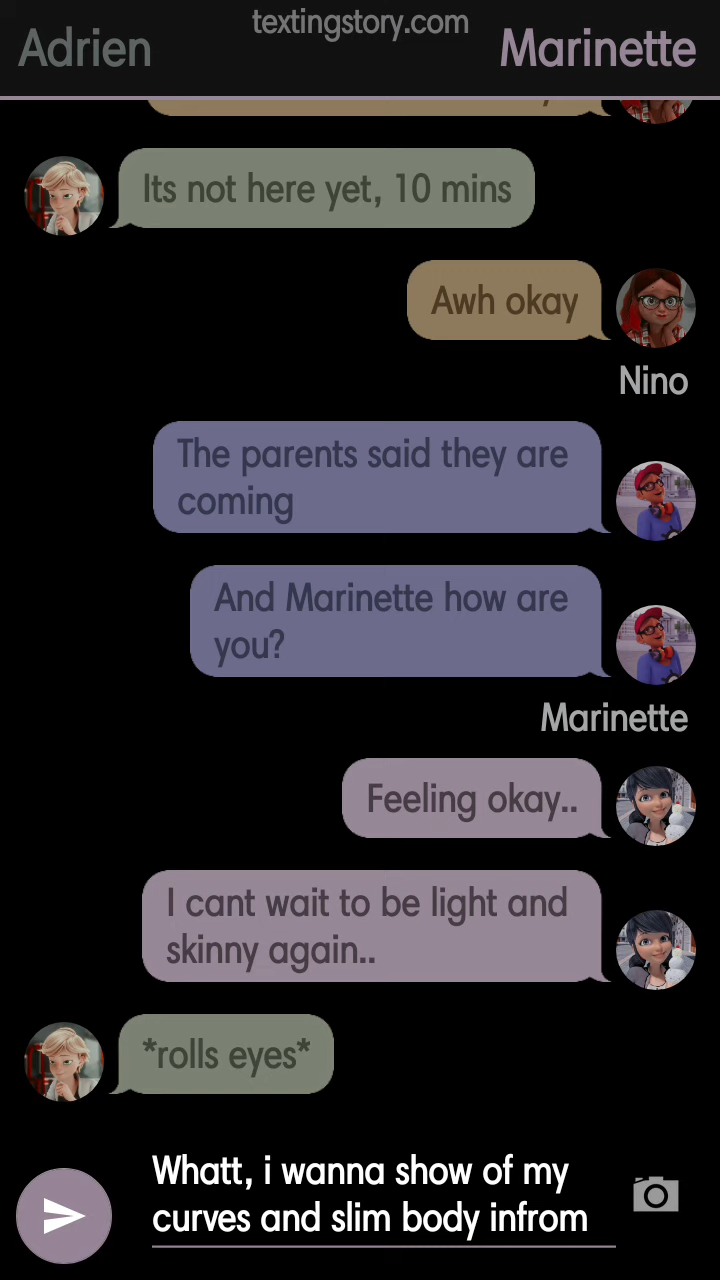 textingstory.com
Adrien
Marinette
Its not here yet, 10 mins
Awh okay
Nino
The parents said they are
coming
And Marinette how are
you?
Marinette
Feeling okay..
I cant wait to be light and
skinny again..
*rolls eyes*
Whatt, i wanna show of my
curves and slim body infrom